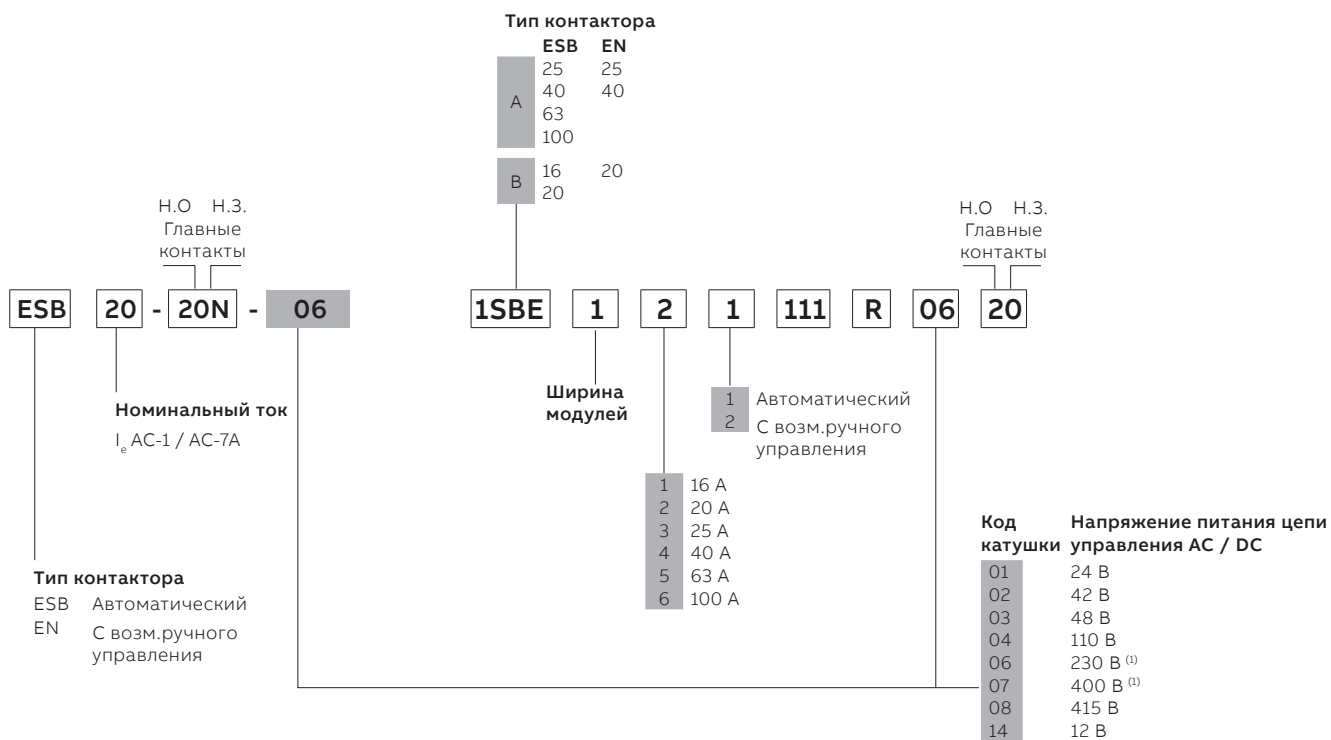 Тип контактора
ESB EN
A
25 25
40 40
63
100
B
16 20
20
Н.О Н.З.
Главные
контакты
Н.О Н.З.
Главные
контакты
ESB 20 - 20N - 06
1SBE 1 2 1 111 R 06 20
Номинальный ток
Ie AC-1 / AC-7A
Ширина
модулей
1 Автоматический
2 С возм.ручного
управления
1 16 A
2 20 A
3 25 A
4 40 A
5 63 A
6 100 A
Тип контактора
ESB Автоматический
EN С возм.ручного
управления
Код Напряжение питания цепи
катушки управления AC / DC
01 24 В
02 42 В
03 48 В
04 110 В
06 230 В (1)
07 400 В (1)
08 415 В
14 12 В